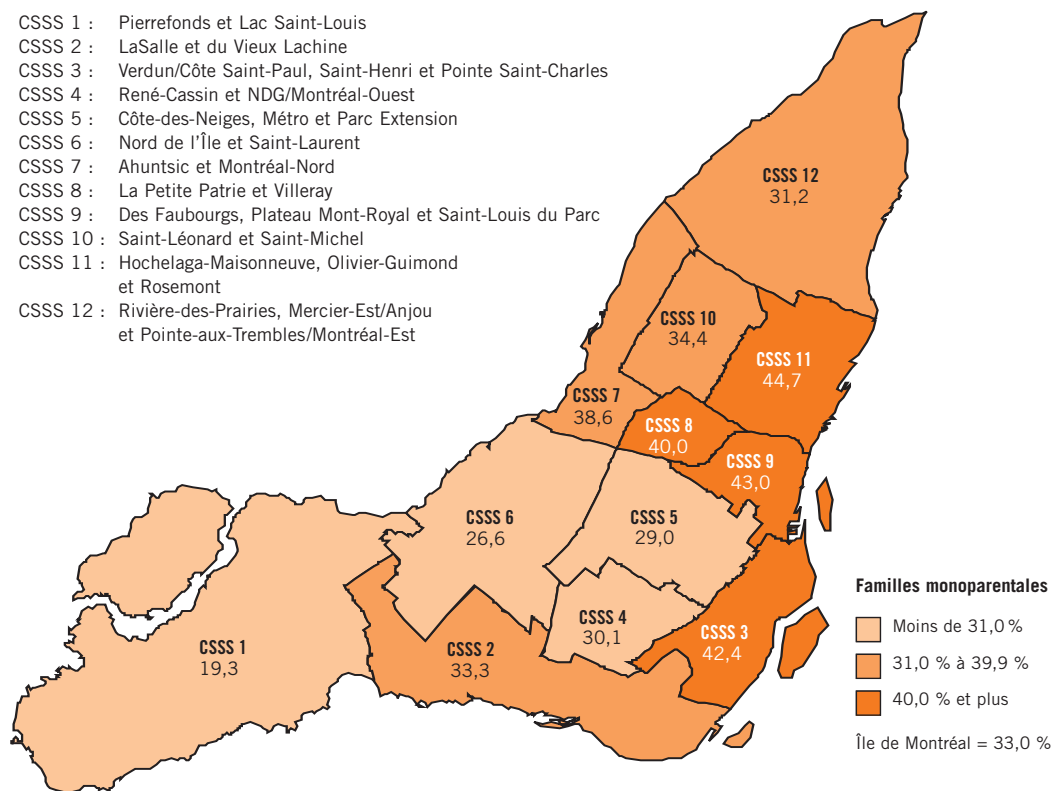 CSSS 1 : Pierrefonds et Lac Saint-Louis
CSSS 2 : LaSalle et du Vieux Lachine
CSSS 3 : Verdun/Côte Saint-Paul, Saint-Henri et Pointe Saint-Charles
CSSS 4 : René-Cassin et NDG/Montréal-Ouest
CSSS 5 : Côte-des-Neiges, Métro et Parc Extension
CSSS 6 : Nord de l'Île et Saint-Laurent
CSSS 7 : Ahuntsic et Montréal-Nord
CSSS 8 : La Petite Patrie et Villeray
CSSS 9 : Des Faubourgs, Plateau Mont-Royal et Saint-Louis du Parc
CSSS 10 : Saint-Léonard et Saint-Michel
CSSS 11 : Hochelaga-Maisonneuve, Olivier-Guimond
et Rosemont
CSSS 12 : Rivière-des-Prairies, Mercier-Est/Anjou
et Pointe-aux-Trembles/Montréal-Est
CSSS 12
31,2
CSSS 10
34,4
CSSS 11
44,7
CSSS 7
38,6
CSSS 8
40,0
CSSS 9
43,0
CSSS 6
26,6
CSSS 5
29,0
CSSS 4
30,1
CSSS 3
42,4
CSSS 1
19,3
CSSS 2
33,3
Familles monoparentales
Moins de 31,0 %
31,0 % à 39,9 %
40,0 % et plus
Île de Montréal = 33,0 %